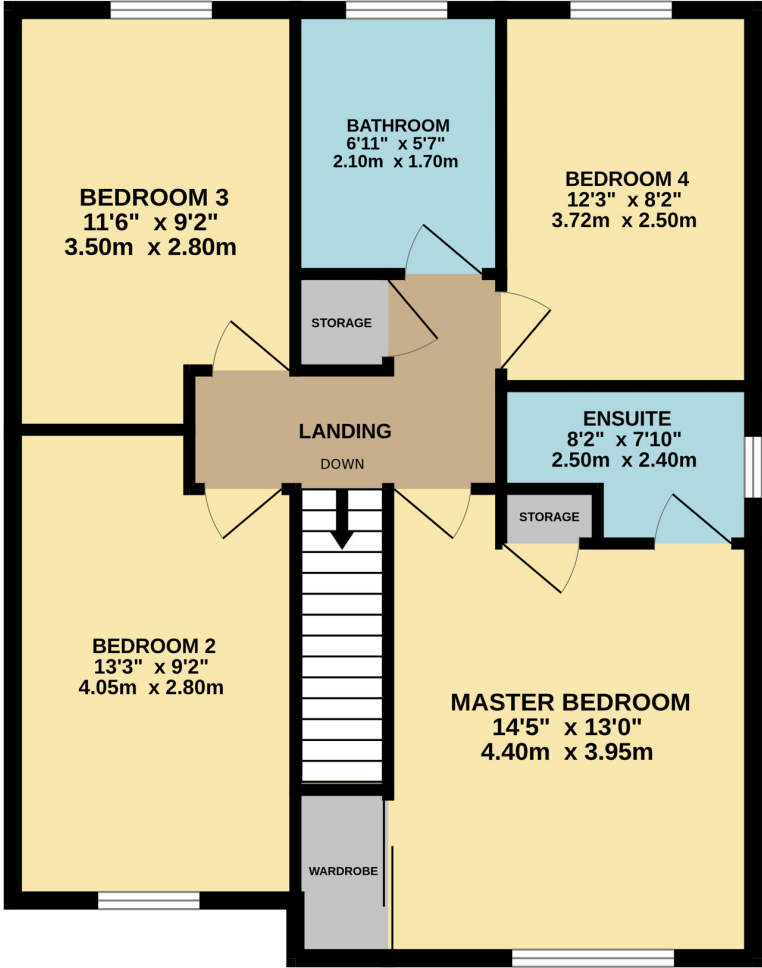 BATHROOM
6'11" x 5'7"
2.10m x 1.70m
BEDROOM 3
11'6" x 9'2"
3.50m x 2.80m
BEDROOM 4
12'3" x 8'2"
3.72m x 2.50m
STORAGE
LANDING
DOWN
ENSUITE
8'2" x 7'10"
2.50m x 2.40m
STORAGE
BEDROOM 2
13'3" x 9'2"
4.05m x 2.80m
MASTER BEDROOM
14'5" x 13'0"
4.40m x 3.95m
WARDROBE